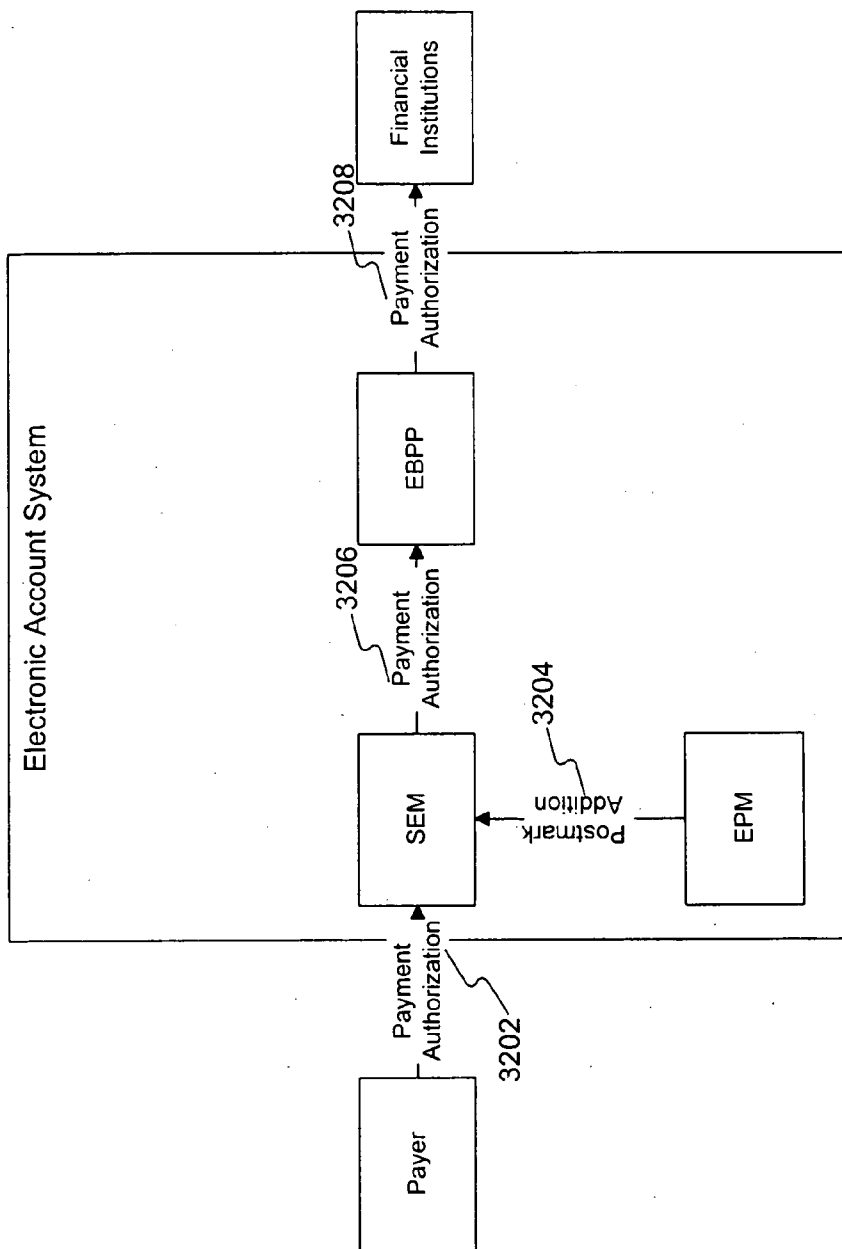 Electronic Account System
Payer
Payment
Authorization
3202
SEM
Postmark
Addition
3204
EPM
Payment
Authorization
3206
EBPP
Payment
Authorization
3208
Financial
Institutions